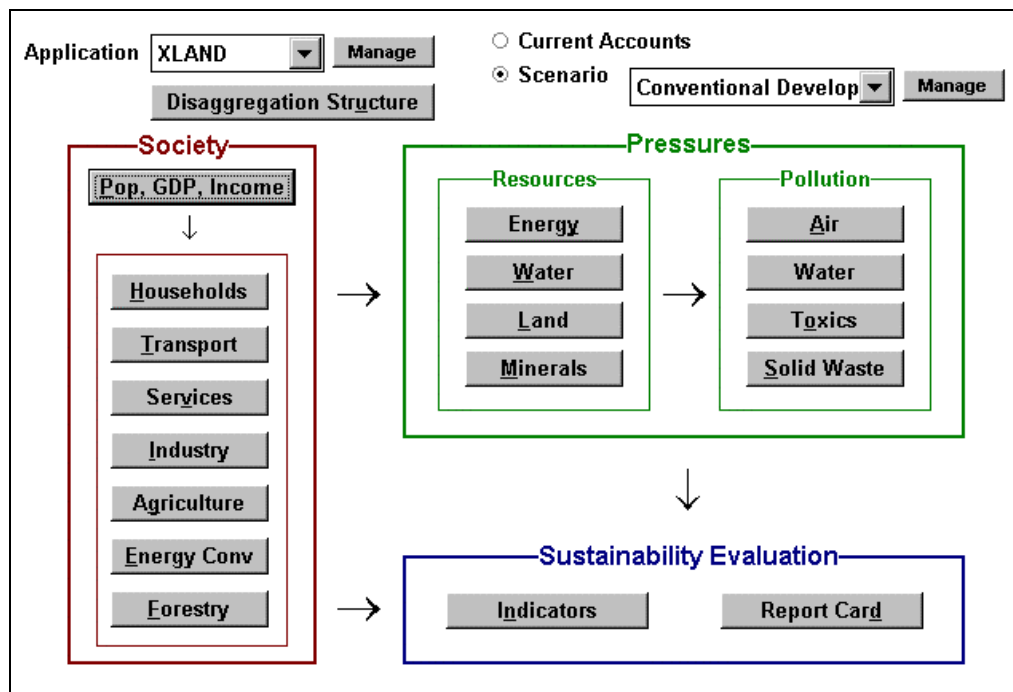 Application XLAND Manage
Disaggregation Structure
Current Accounts
Scenario Conventional Develop Manage
Society
Pop, GDP, Income
Households
Transport
Services
Industry
Agriculture
Energy Conv
Forestry
Pressures
Resources
Energy
Water
Land
Minerals
Pollution
Air
Water
Toxics
Solid Waste
Sustainability Evaluation
Indicators
Report Card